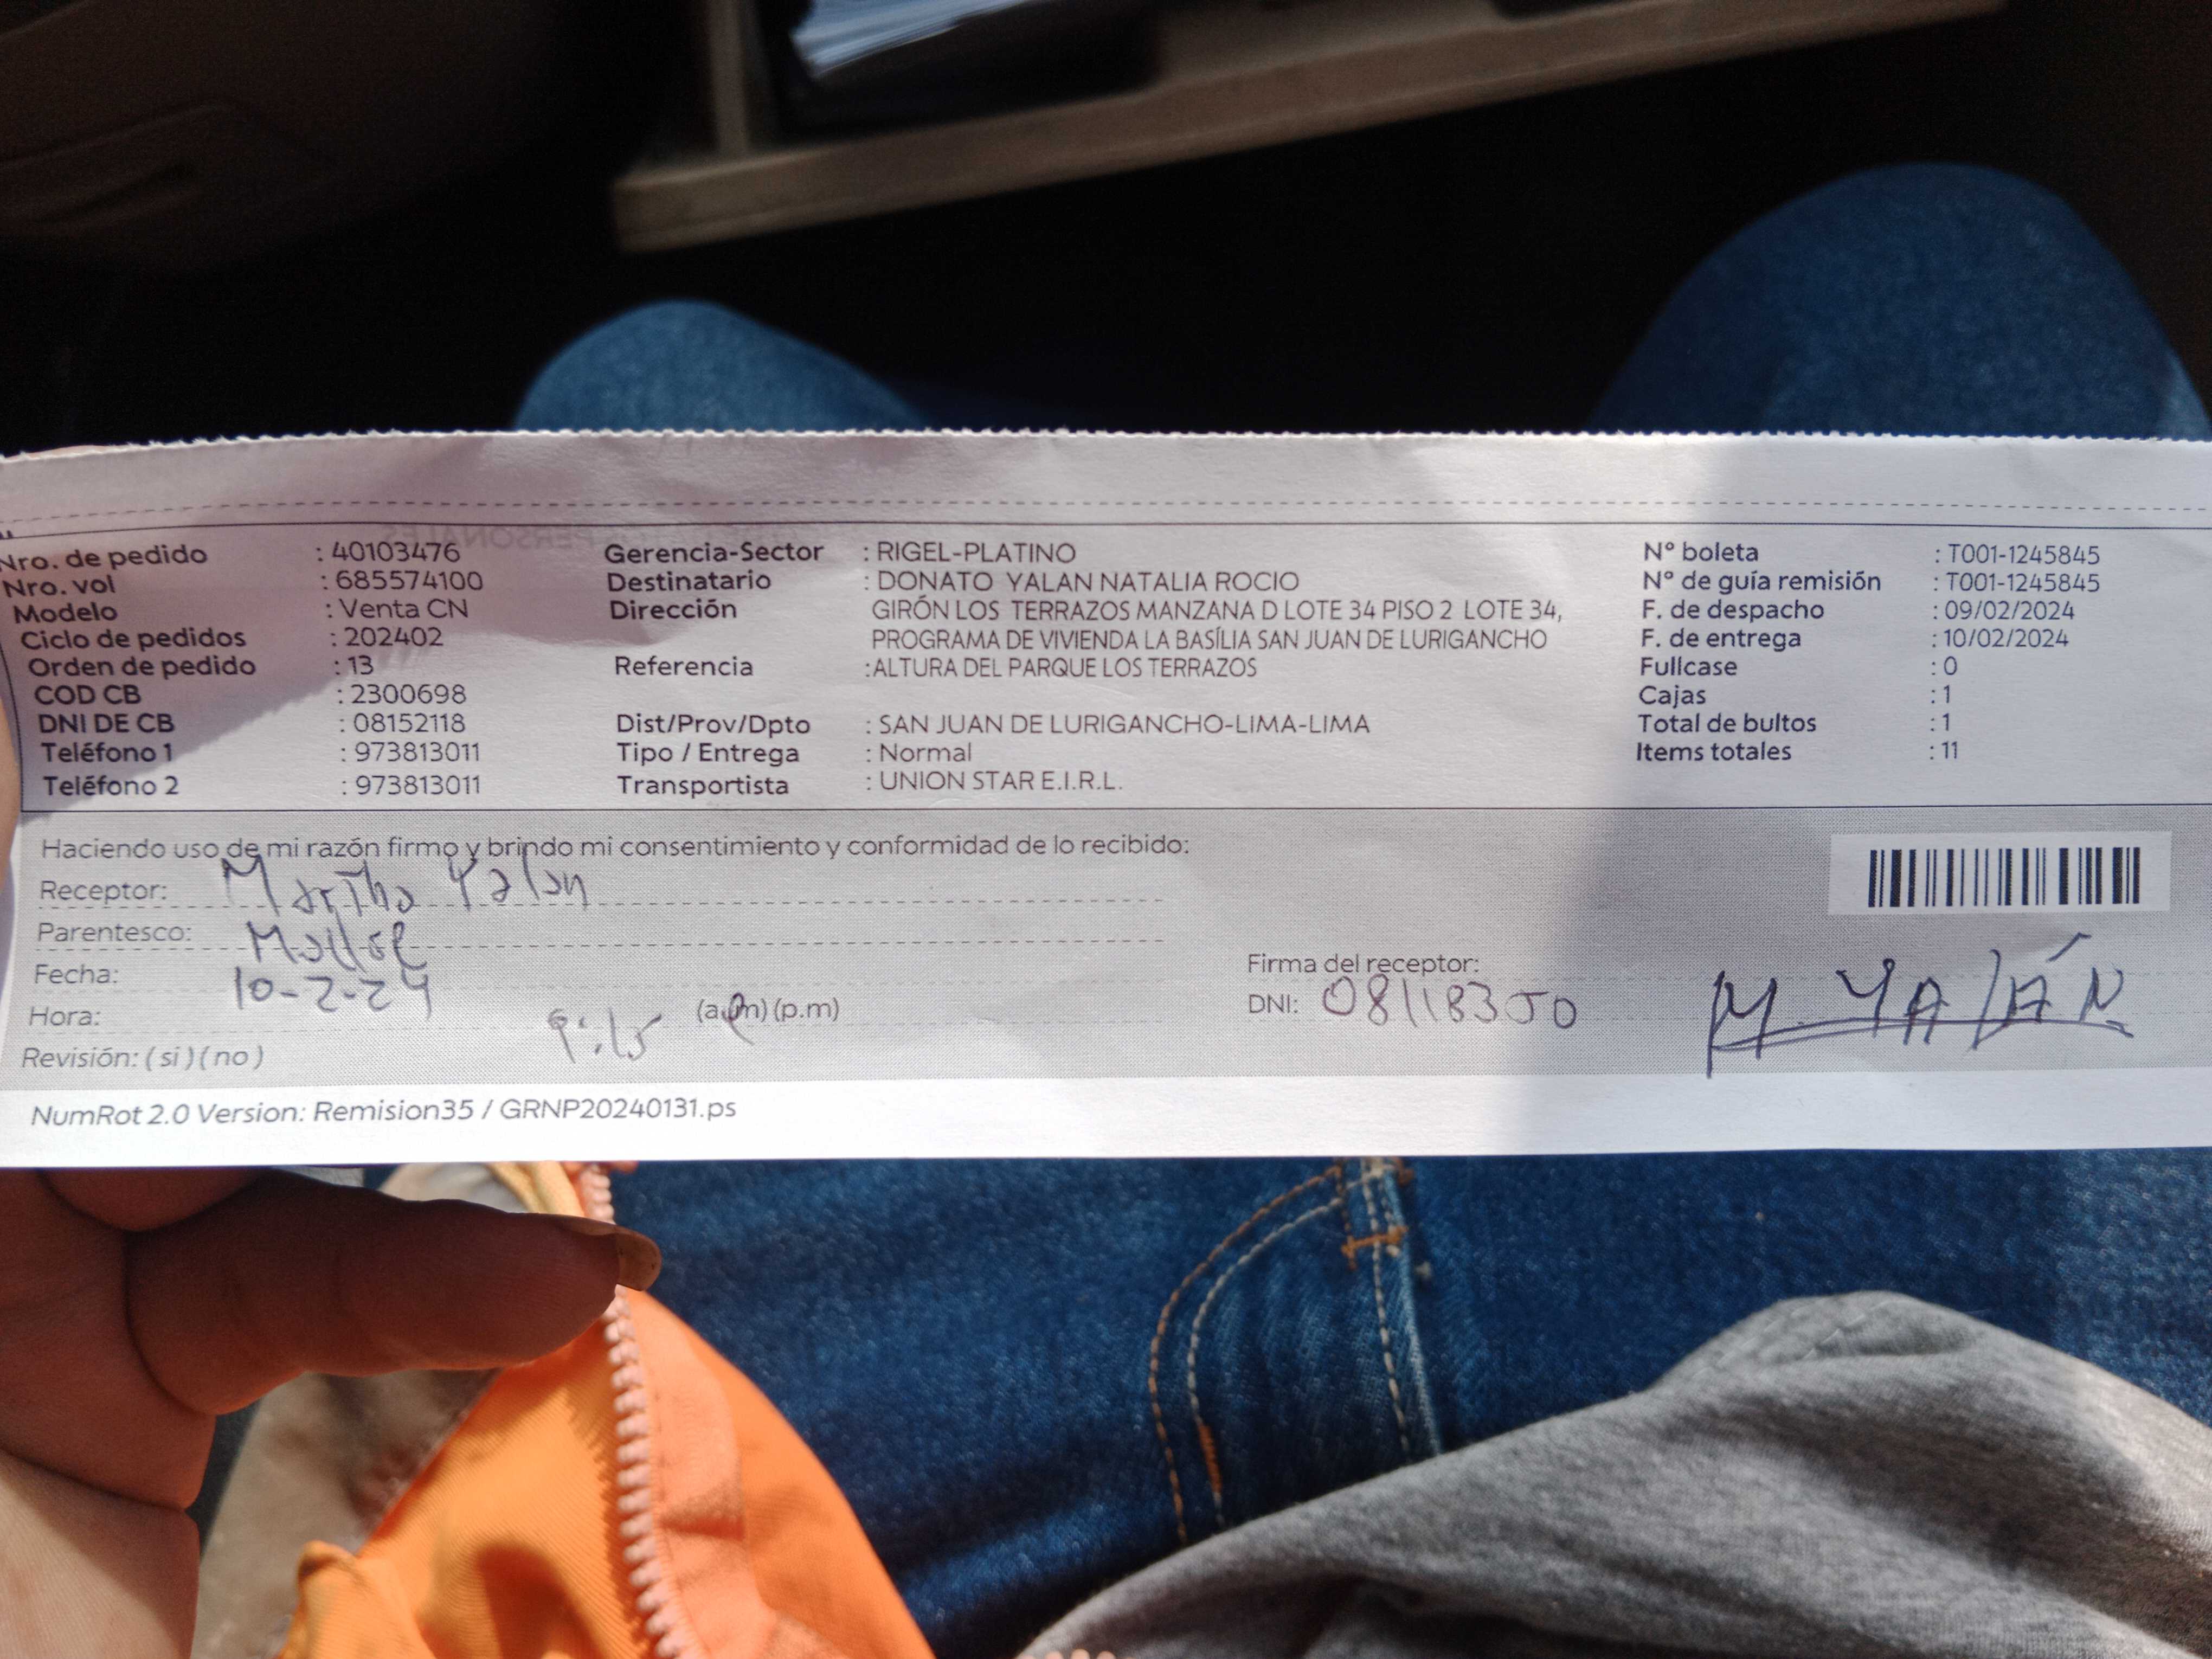 Nro. de pedido : 40103476 Gerencia-Sector : RIGEL-PLATINO Nº boleta : T001-1245845
Nro. vol : 685574100 Destinatario : DONATO YALAN NATALIA ROCIO Nº de guía remisión : T001-1245845
Modelo : Venta CN Dirección GIRÓN LOS TERRAZOS MANZANA D LOTE 34 PISO 2 LOTE 34, F. de despacho : 09/02/2024
Ciclo de pedidos : 202402 PROGRAMA DE VIVIENDA LA BASÍLIA SAN JUAN DE LURIGANCHO F. de entrega : 10/02/2024
Orden de pedido : 13 Referencia : ALTURA DEL PARQUE LOS TERRAZOS Fullcase : 0
COD CB : 2300698 Cajas : 1
DNI DE CB : 08152118 Dist/Prov/Dpto : SAN JUAN DE LURIGANCHO-LIMA-LIMA Total de bultos : 1
Teléfono 1 : 973813011 Tipo / Entrega : Normal Items totales : 11
Teléfono 2 : 973813011 Transportista : UNION STAR E.I.R.L.
Haciendo uso de mi razón firmo y brindo mi consentimiento y conformidad de lo recibido:
Receptor: Martha Yalan
Parentesco:
Fecha: 10-2-24 Firma del receptor: M. YALÁN
Hora: 9:15 (a.m) (p.m) DNI: 08118350
Revisión: ( si ) ( no )
NumRot 2.0 Version: Remision35 / GRNP20240131.ps